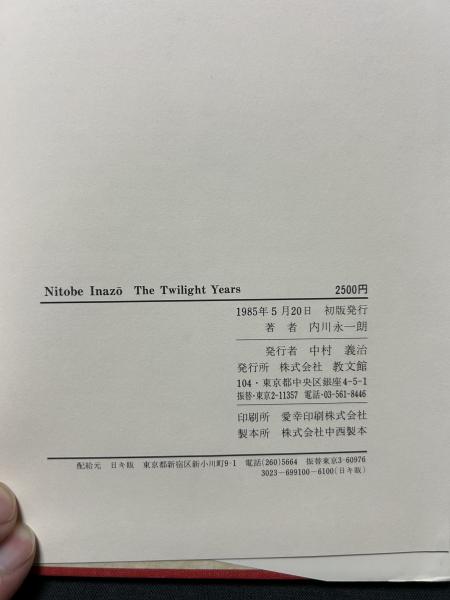 Nitobe Inazō The Twilight Years 2500円
1985年5月20日 初版発行
著者 内川永一朗
発行者 中村 義治
発行所 株式会社 教文館
104・東京都中央区銀座4-5-1
振替・東京2-11357 電話・03-561-8446
印刷所 愛幸印刷株式会社
製本所 株式会社中西製本
配給元 日キ販 東京都新宿区新小川町9-1 電話(260)5664 振替東京3-60976
3023-699100-6100(日キ販)